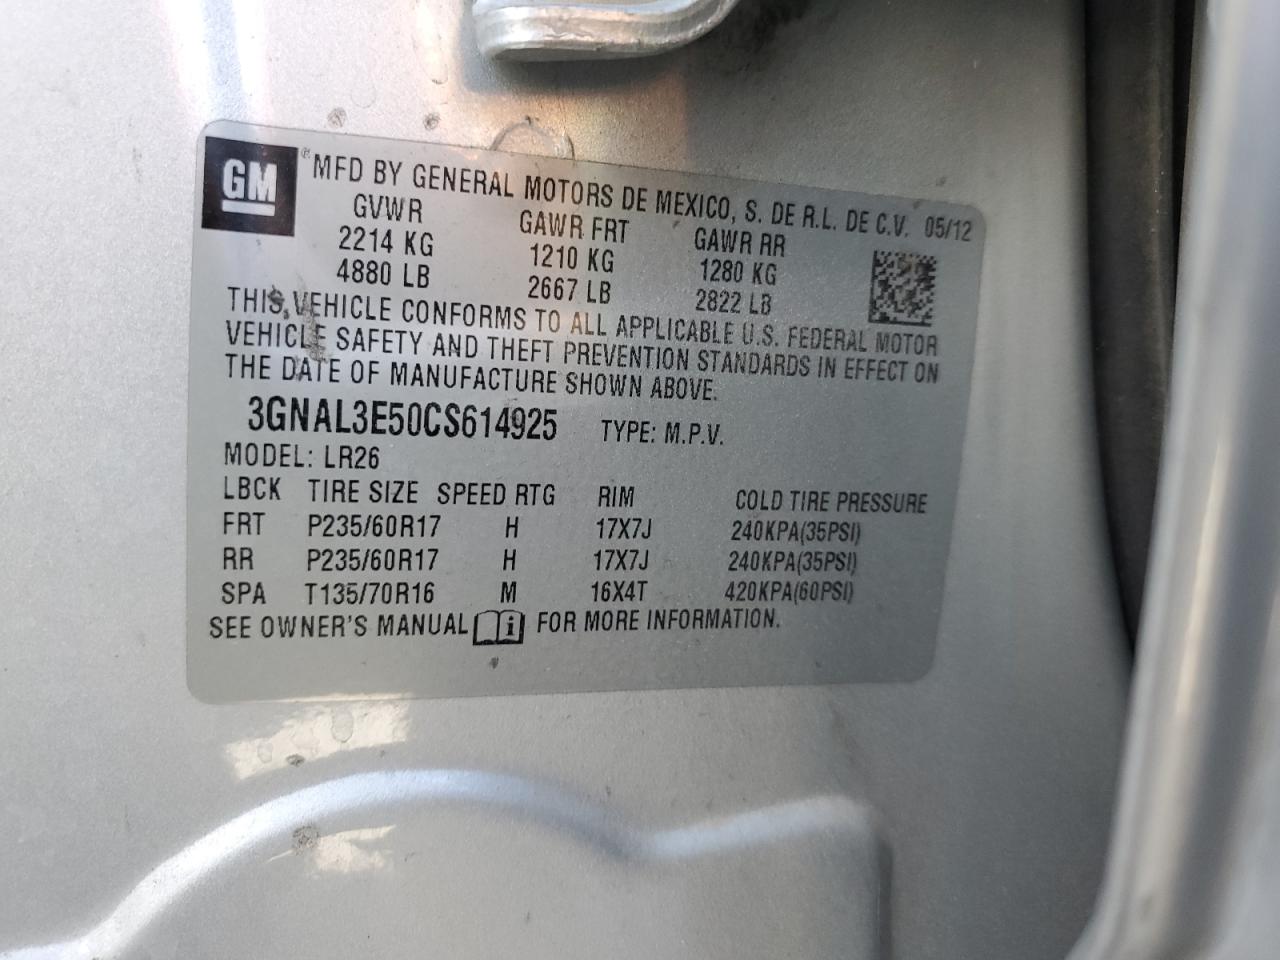 GM ® MFD BY GENERAL MOTORS DE MEXICO, S. DE R.L. DE C.V. 05/12
GVWR GAWR FRT GAWR RR
2214 KG 1210 KG 1280 KG
4880 LB 2667 LB 2822 LB
THIS VEHICLE CONFORMS TO ALL APPLICABLE U.S. FEDERAL MOTOR
VEHICLE SAFETY AND THEFT PREVENTION STANDARDS IN EFFECT ON
THE DATE OF MANUFACTURE SHOWN ABOVE.
3GNAL3E50CS614925 TYPE: M.P.V.
MODEL: LR26
LBCK TIRE SIZE SPEED RTG RIM COLD TIRE PRESSURE
FRT P235/60R17 H 17X7J 240KPA(35PSI)
RR P235/60R17 H 17X7J 240KPA(35PSI)
SPA T135/70R16 M 16X4T 420KPA(60PSI)
SEE OWNER'S MANUAL i FOR MORE INFORMATION.